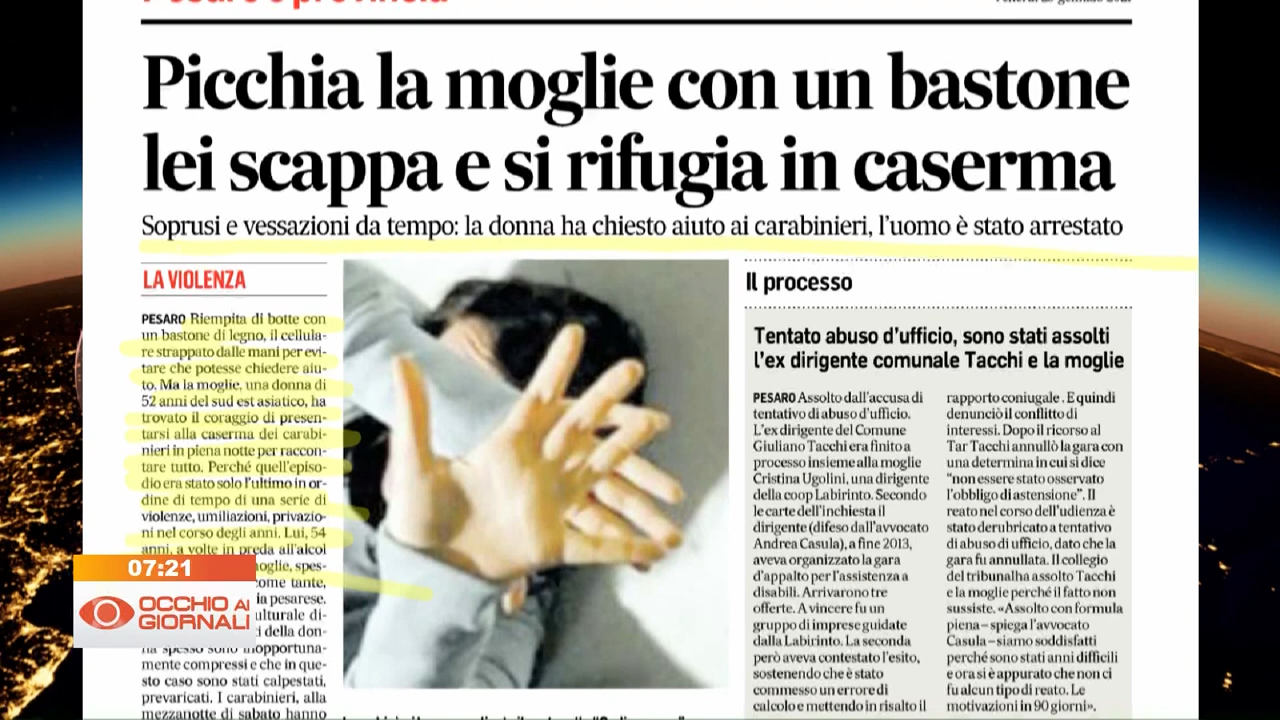 Picchia la moglie con un bastone
lei scappa e si rifugia in caserma
Soprusi e vessazioni da tempo: la donna ha chiesto aiuto ai carabinieri, l'uomo è stato arrestato
LA VIOLENZA
PESARO Riempita di botte con
un bastone di legno, il cellula-
re strappato dalle mani per evi-
tare che potesse chiedere aiu-
to. Ma la moglie, una donna di
52 anni del sud est asiatico, ha
trovato il coraggio di presen-
tarsi alla caserma dei carabi-
nieri in piena notte per raccon-
tare tutto. Perché quell'episo-
dio era stato solo l'ultimo in or-
dine di tempo di una serie di
violenze, umiliazioni, privazio-
ni nel corso degli anni. Lui, 54
anni, a volte in preda all'alcol
moglie, spes-
come tante,
ia pesarese.
ulturale di-
i della don-
ha spesso sono inopportuna-
mente compressi e che in que-
sto caso sono stati calpestati,
prevaricati. I carabinieri, alla
mezzanotte di sabato hanno
Il processo
Tentato abuso d'ufficio, sono stati assolti
l'ex dirigente comunale Tacchi e la moglie
PESARO Assolto dall'accusa di
tentativo di abuso d'ufficio.
L'ex dirigente del Comune
Giuliano Tacchi era finito a
processo insieme alla moglie
Cristina Ugolini, una dirigente
della coop Labirinto. Secondo
le carte dell'inchiesta il
dirigente (difeso dall'avvocato
Andrea Casula), a fine 2013,
aveva organizzato la gara
d'appalto per l'assistenza a
disabili. Arrivarono tre
offerte. A vincere fu un
gruppo di imprese guidate
dalla Labirinto. La seconda
però aveva contestato l'esito,
sostenendo che è stato
commesso un errore di
calcolo e mettendo in risalto il
rapporto coniugale . E quindi
denunciò il conflitto di
interessi. Dopo il ricorso al
Tar Tacchi annullò la gara con
una determina in cui si dice
"non essere stato osservato
l'obbligo di astensione". Il
reato nel corso dell'udienza è
stato derubricato a tentativo
di abuso di ufficio, dato che la
gara fu annullata. Il collegio
del tribunalha assolto Tacchi
e la moglie perché il fatto non
sussiste. «Assolto con formula
piena – spiega l'avvocato
Casula – siamo soddisfatti
perché sono stati anni difficili
e ora si è appurato che non ci
fu alcun tipo di reato. Le
motivazioni in 90 giorni».
07:21
OCCHIO AI
GIORNALI